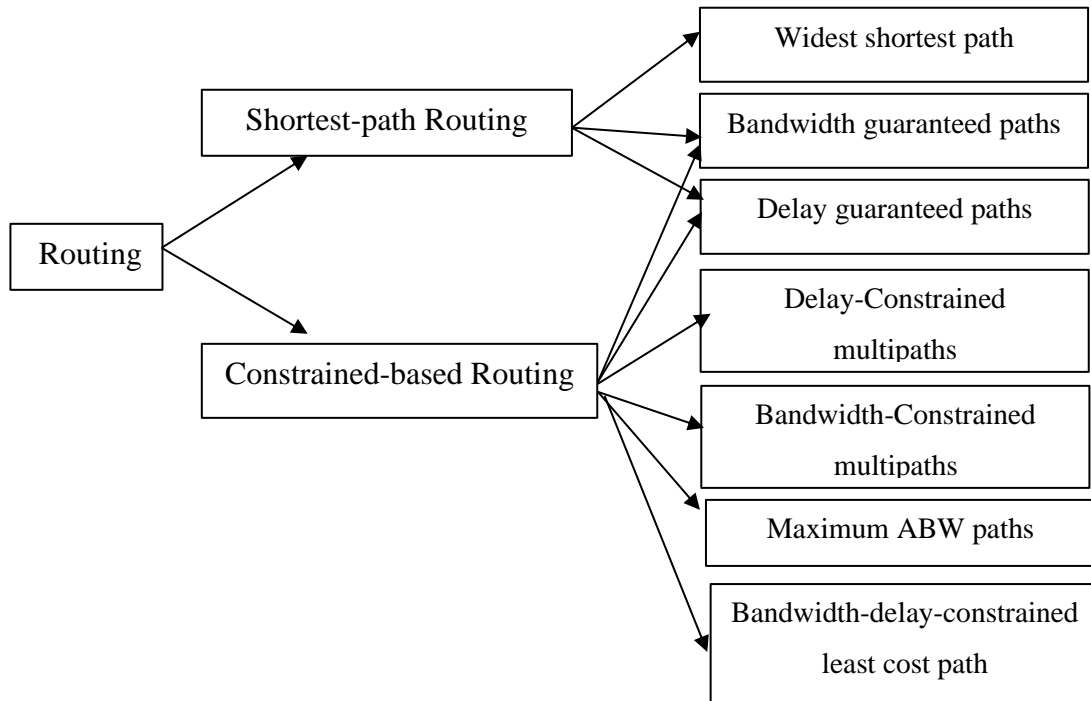 Widest shortest path
Shortest-path Routing
Bandwidth guaranteed paths
Delay guaranteed paths
Routing
Delay-Constrained
multipaths
Constrained-based Routing
Bandwidth-Constrained
multipaths
Maximum ABW paths
Bandwidth-delay-constrained
least cost path